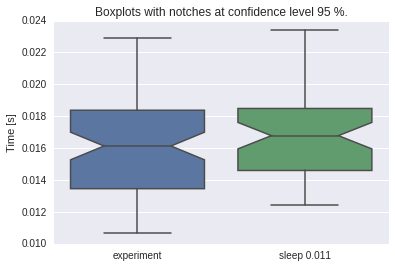 Boxplots with notches at confidence level 95 %.
0.024
0.022
0.020
0.018
0.016
0.014
0.012
0.010
Time [s]
experiment
sleep 0.011